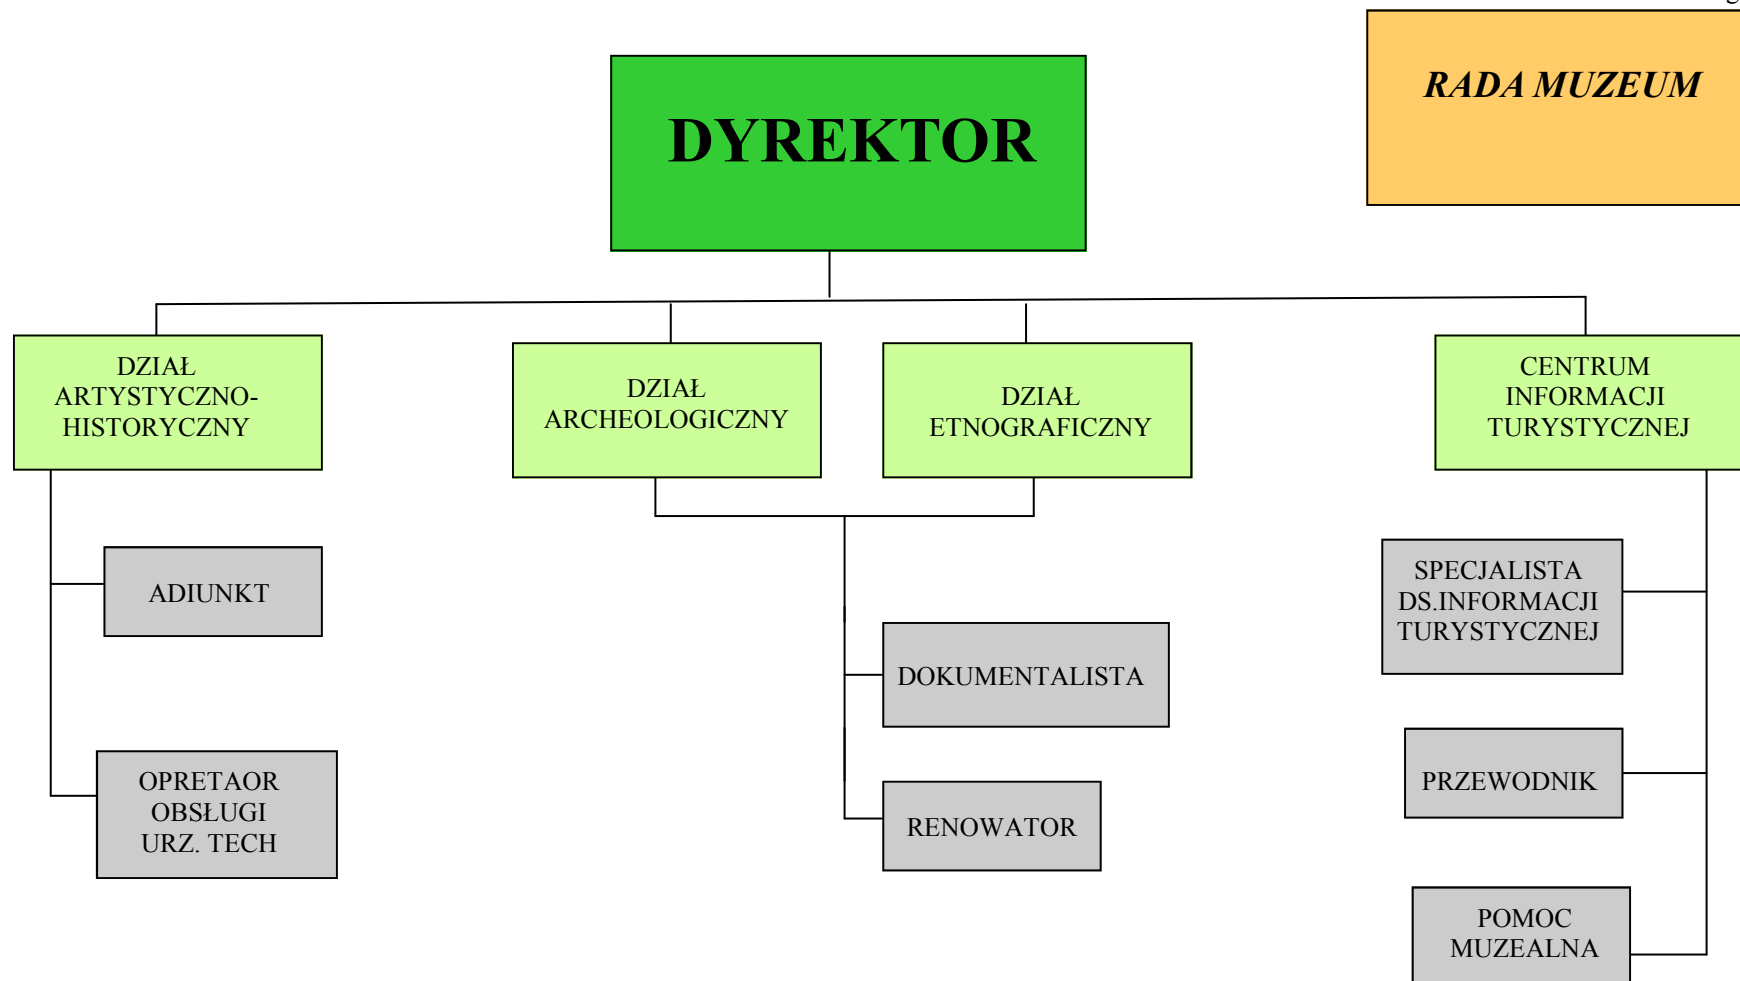 RADA MUZEUM
DYREKTOR
DZIAŁ
ARTYSTYCZNO-
HISTORYCZNY
DZIAŁ
ARCHEOLOGICZNY
DZIAŁ
ETNOGRAFICZNY
CENTRUM
INFORMACJI
TURYSTYCZNEJ
ADIUNKT
OPRETAOR
OBSŁUGI
URZ. TECH
DOKUMENTALISTA
RENOWATOR
SPECJALISTA
DS.INFORMACJI
TURYSTYCZNEJ
PRZEWODNIK
POMOC
MUZEALNA